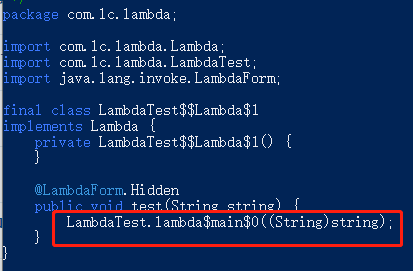 package com.lc.lambda;
import com.lc.lambda.Lambda;
import com.lc.lambda.LambdaTest;
import java.lang.invoke.LambdaForm;
final class LambdaTest$$Lambda$1
implements Lambda {
private LambdaTest$$Lambda$1() {
}
@LambdaForm.Hidden
public void test(String string) {
LambdaTest.lambda$main$0((String)string);
}
}